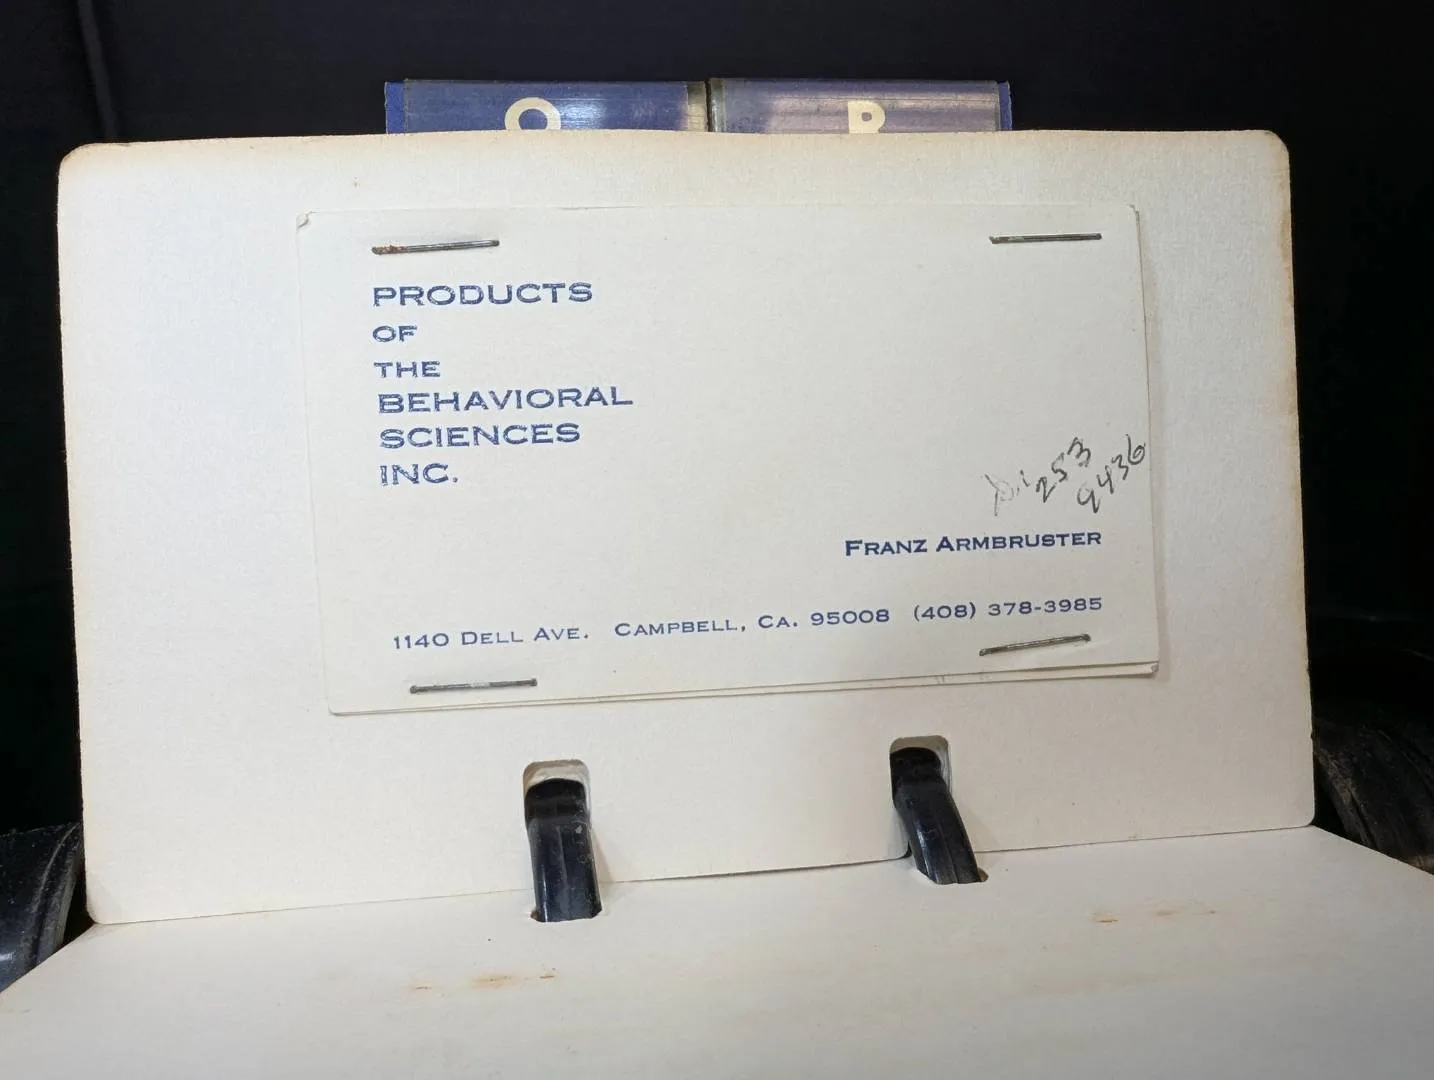 O R
PRODUCTS
OF
THE
BEHAVIORAL
SCIENCES
INC.
253
9436
FRANZ ARMBRUSTER
1140 DELL AVE. CAMPBELL, CA. 95008 (408) 378-3985